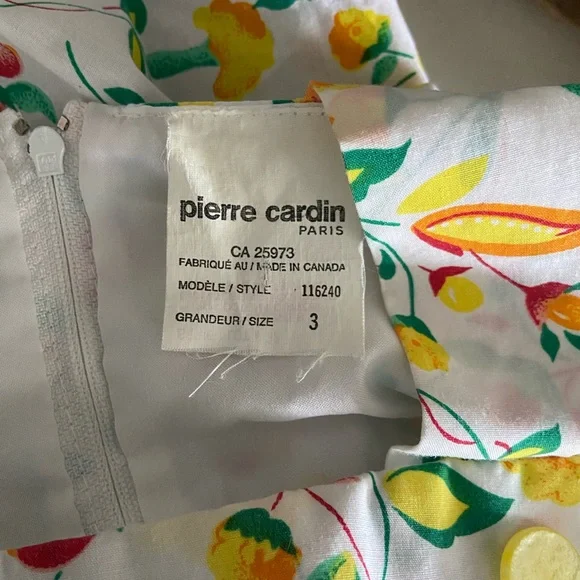 pierre cardin
PARIS
CA 25973
FABRIQUÉ AU / MADE IN CANADA
MODÈLE / STYLE 116240
GRANDEUR / SIZE 3